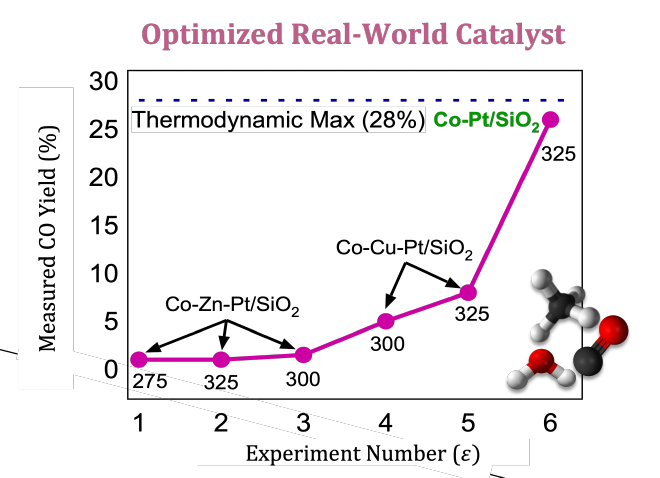 Optimized Real-World Catalyst
Measured CO Yield (%)
30
25
20
15
10
5
0
Thermodynamic Max (28%)
Co-Pt/SiO₂
325
Co-Cu-Pt/SiO₂
325
300
Co-Zn-Pt/SiO₂
275
325
300
1 2 3 4 5 6
Experiment Number (ε)